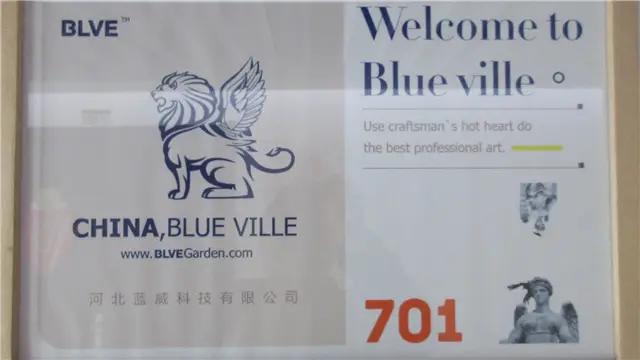 BLVE™
CHINA,BLUE VILLE
www.BLVEGarden.com
河北蓝威科技有限公司
Welcome to
Blue ville 。
Use craftsman`s hot heart do
the best professional art.
701